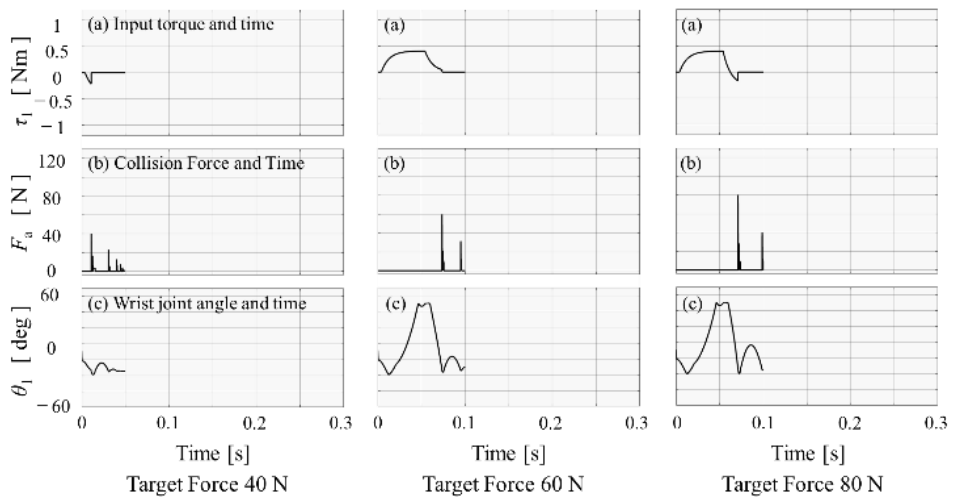 (a) Input torque and time
(a)
(a)
1
0.5
0
−0.5
−1
τ1 [Nm]
(b) Collision Force and Time
(b)
(b)
120
80
40
0
Fa [N]
(c) Wrist joint angle and time
(c)
(c)
60
0
−60
θ1 [deg]
0 0.1 0.2 0.3
0 0.1 0.2 0.3
0 0.1 0.2 0.3
Time [s]
Time [s]
Time [s]
Target Force 40 N
Target Force 60 N
Target Force 80 N